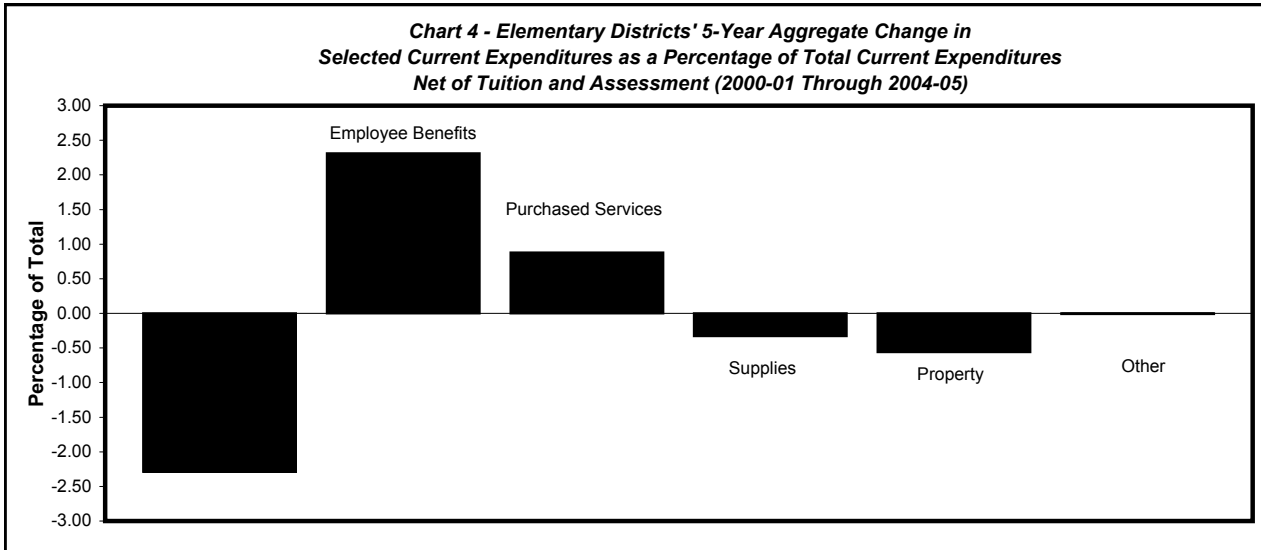 Chart 4 - Elementary Districts' 5-Year Aggregate Change in
Selected Current Expenditures as a Percentage of Total Current Expenditures
Net of Tuition and Assessment (2000-01 Through 2004-05)
Percentage of Total
3.00
2.50
2.00
1.50
1.00
0.50
0.00
-0.50
-1.00
-1.50
-2.00
-2.50
-3.00
Employee Benefits
Purchased Services
Supplies
Property
Other